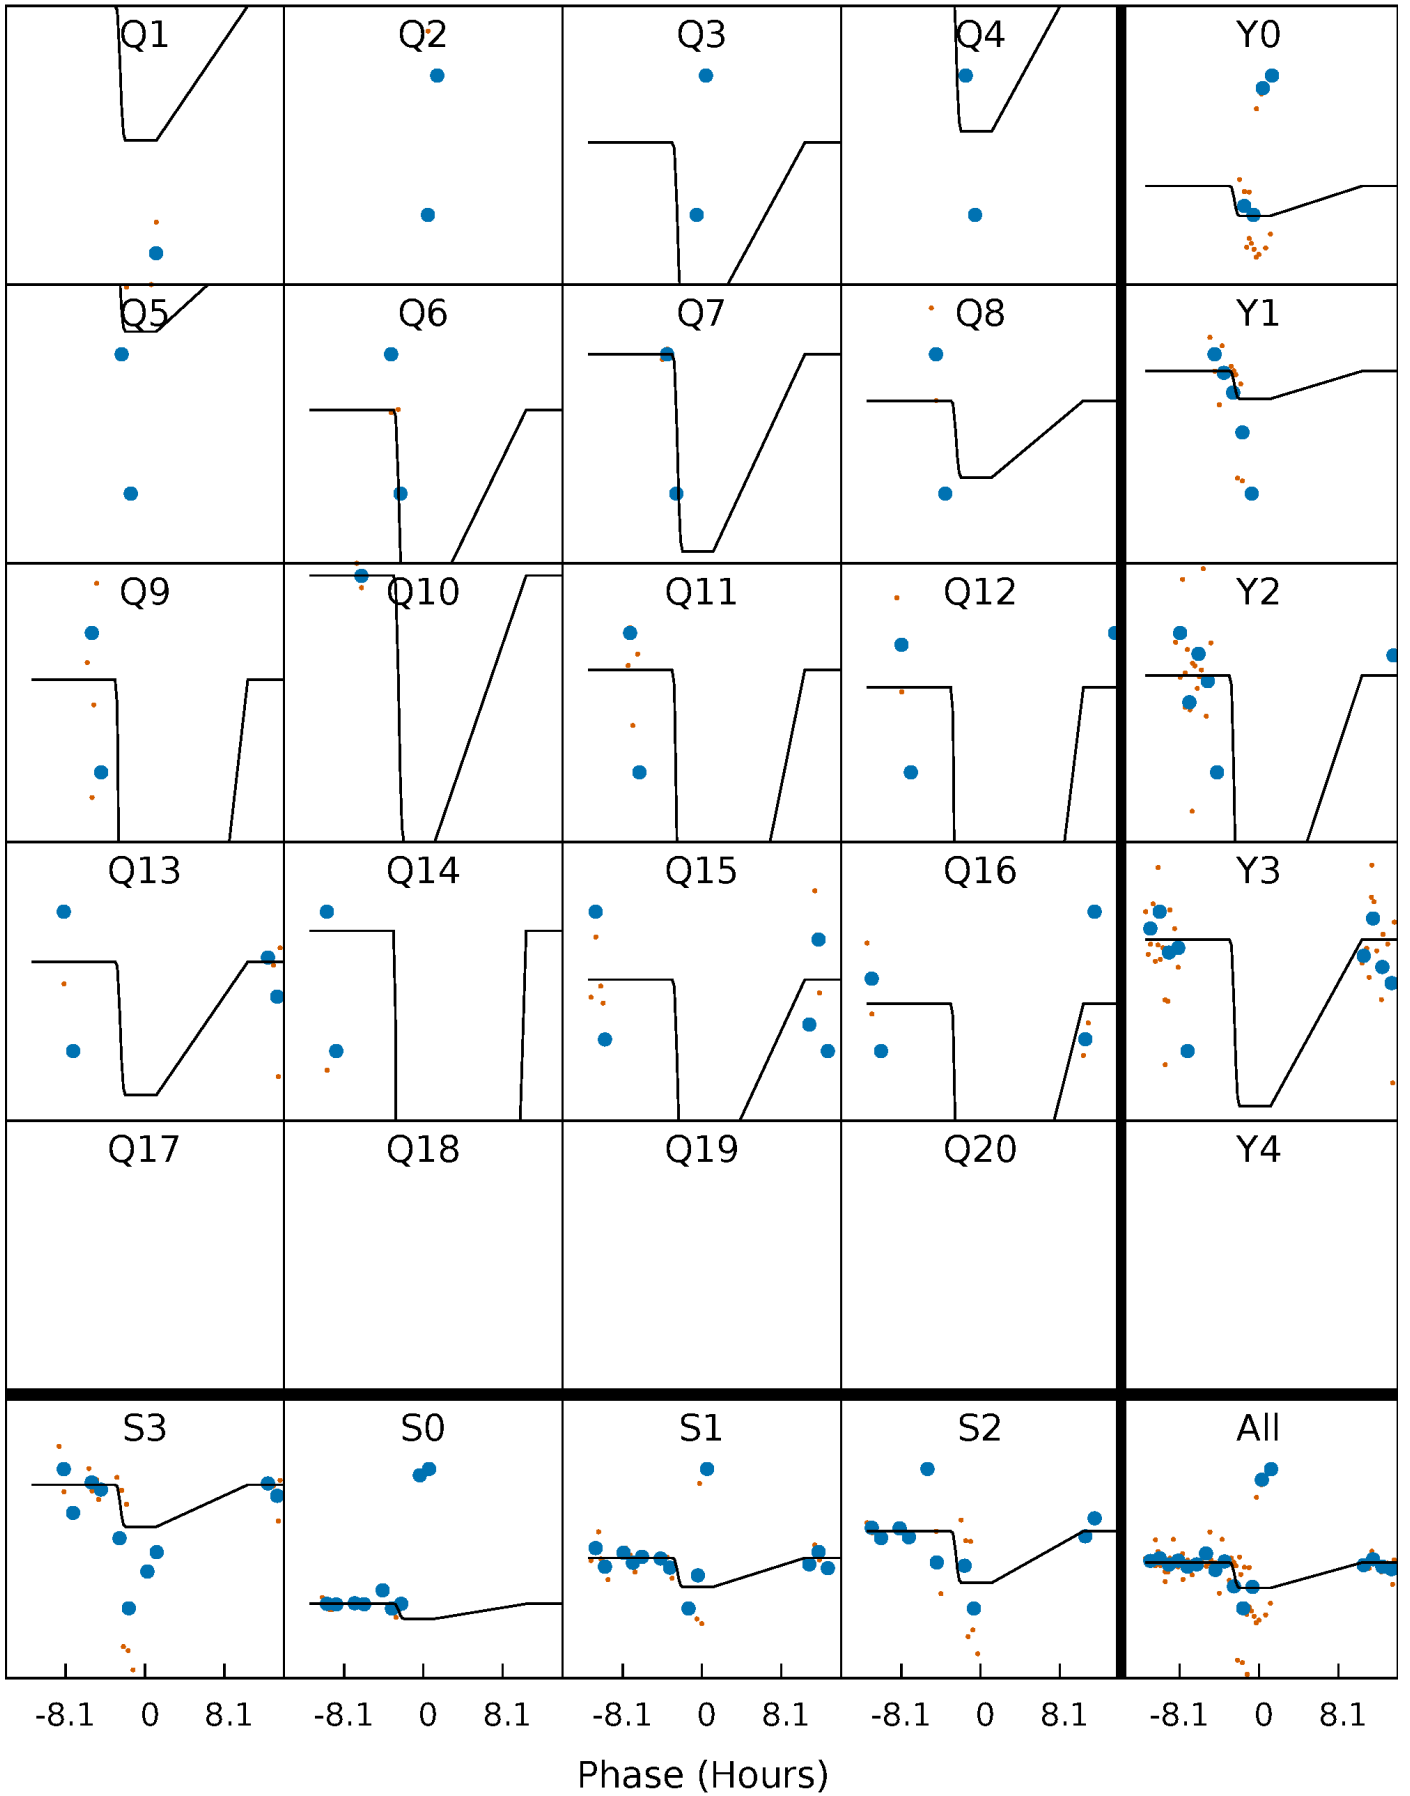 Q1 Q2 Q3 Q4 Y0
Q5 Q6 Q7 Q8 Y1
Q9 Q10 Q11 Q12 Y2
Q13 Q14 Q15 Q16 Y3
Q17 Q18 Q19 Q20 Y4
S3 S0 S1 S2 All
-8.1 0 8.1 -8.1 0 8.1 -8.1 0 8.1 -8.1 0 8.1 -8.1 0 8.1
Phase (Hours)